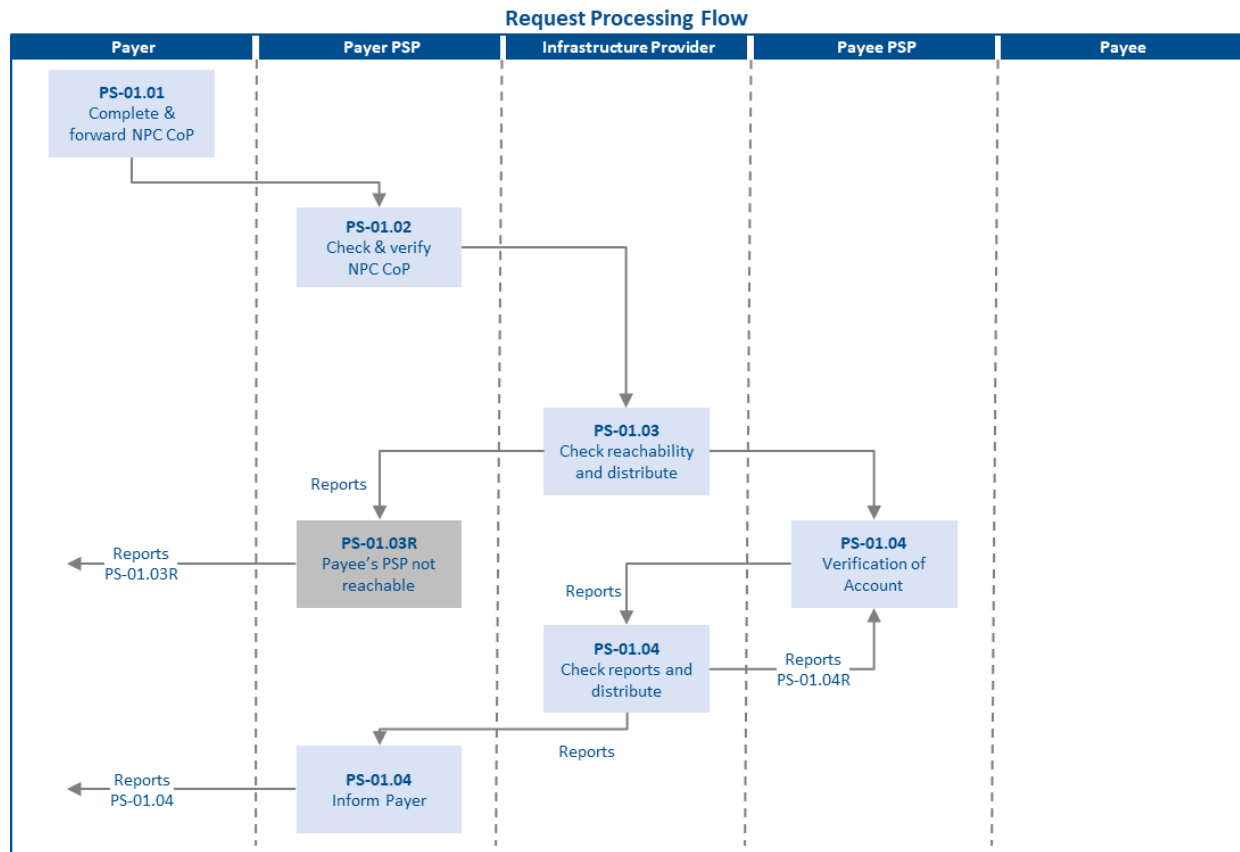 Request Processing Flow
Payer
Payer PSP
Infrastructure Provider
Payee PSP
Payee
PS-01.01
Complete &
forward NPC CoP
PS-01.02
Check & verify
NPC CoP
PS-01.03
Check reachability
and distribute
Reports
PS-01.03R
Payee's PSP not
reachable
Reports
PS-01.03R
PS-01.04
Verification of
Account
Reports
PS-01.04
Check reports and
distribute
Reports
PS-01.04R
Reports
PS-01.04
Inform Payer
Reports
PS-01.04